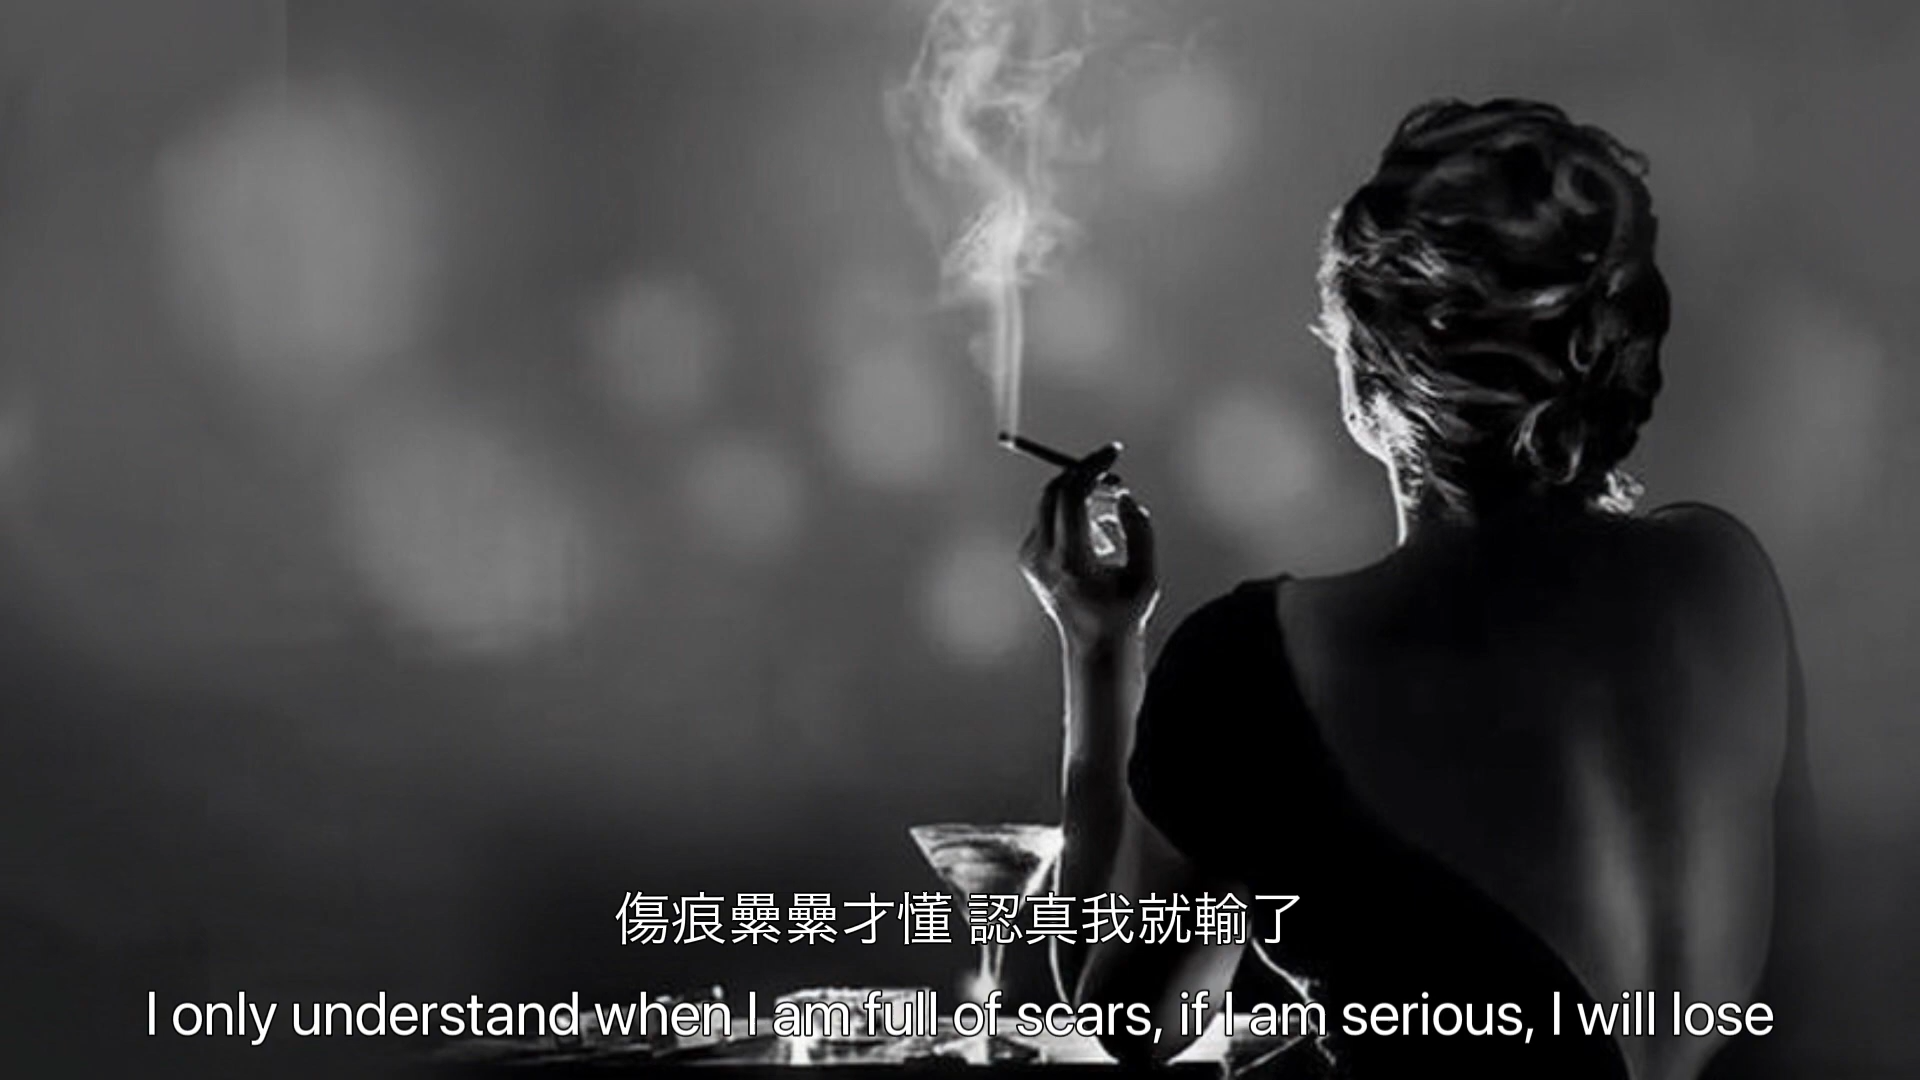 傷痕纍纍才懂 認真我就輸了
I only understand when I am full of scars, if I am serious, I will lose